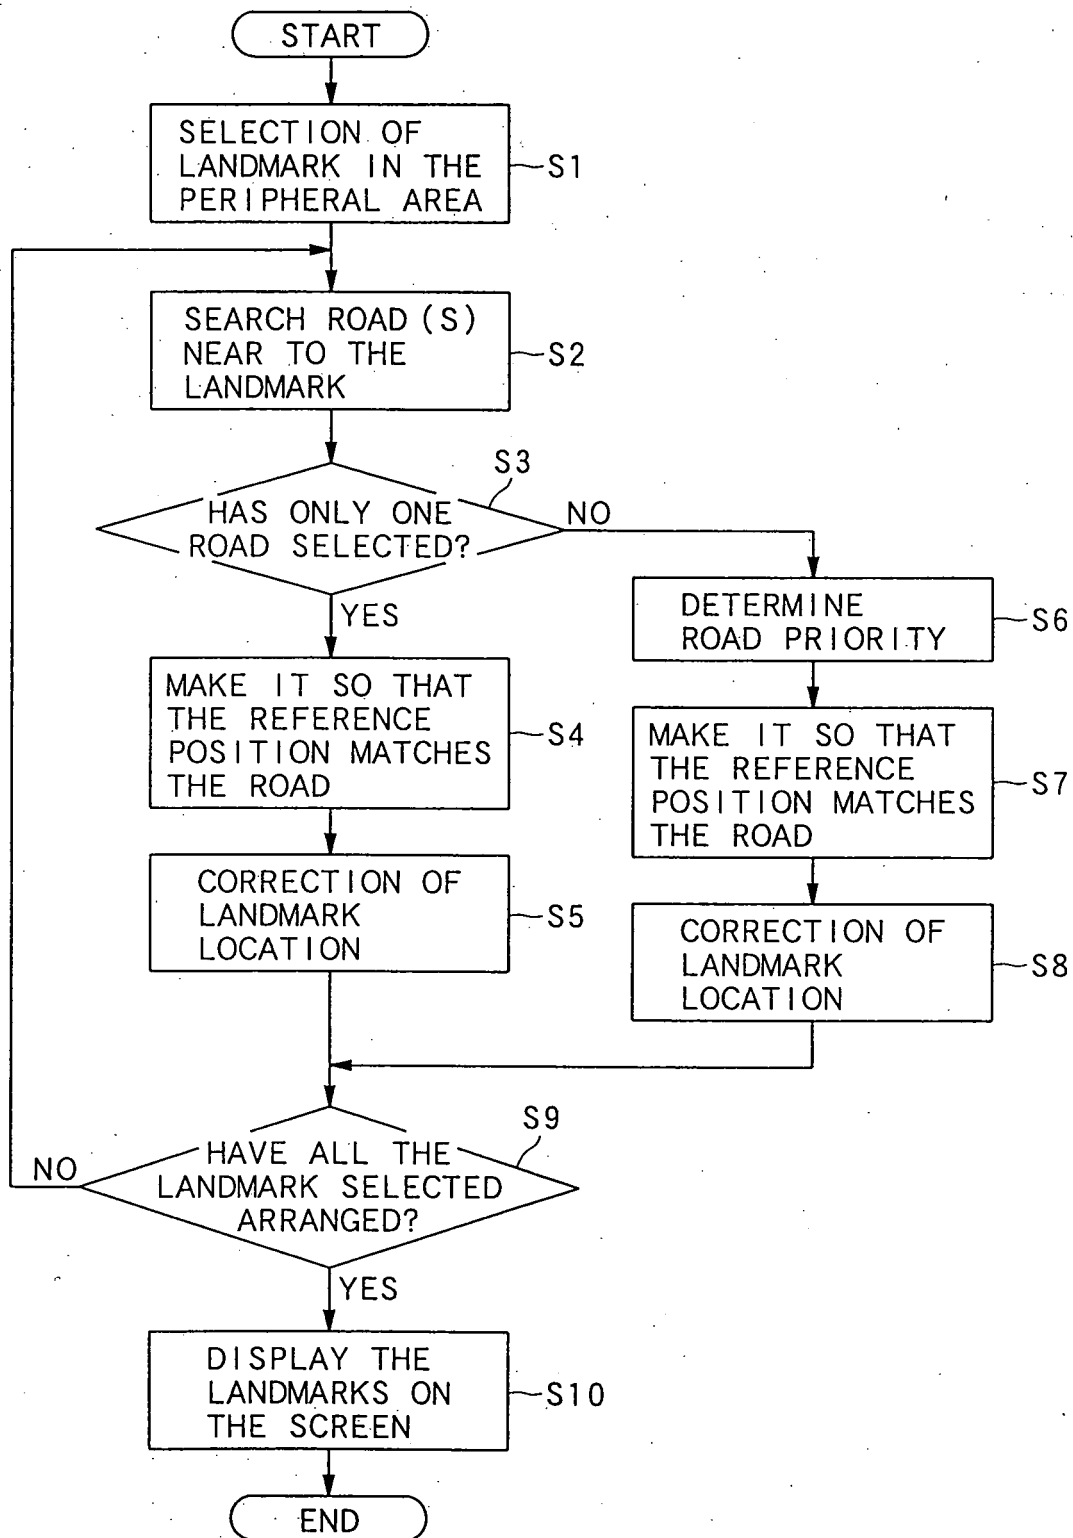 START
SELECTION OF
LANDMARK IN THE
PERIPHERAL AREA
S1
SEARCH ROAD(S)
NEAR TO THE
LANDMARK
S2
S3
HAS ONLY ONE
ROAD SELECTED?
NO
YES
DETERMINE
ROAD PRIORITY
S6
MAKE IT SO THAT
THE REFERENCE
POSITION MATCHES
THE ROAD
S4
MAKE IT SO THAT
THE REFERENCE
POSITION MATCHES
THE ROAD
S7
CORRECTION OF
LANDMARK
LOCATION
S5
CORRECTION OF
LANDMARK
LOCATION
S8
S9
HAVE ALL THE
LANDMARK SELECTED
ARRANGED?
NO
YES
DISPLAY THE
LANDMARKS ON
THE SCREEN
S10
END